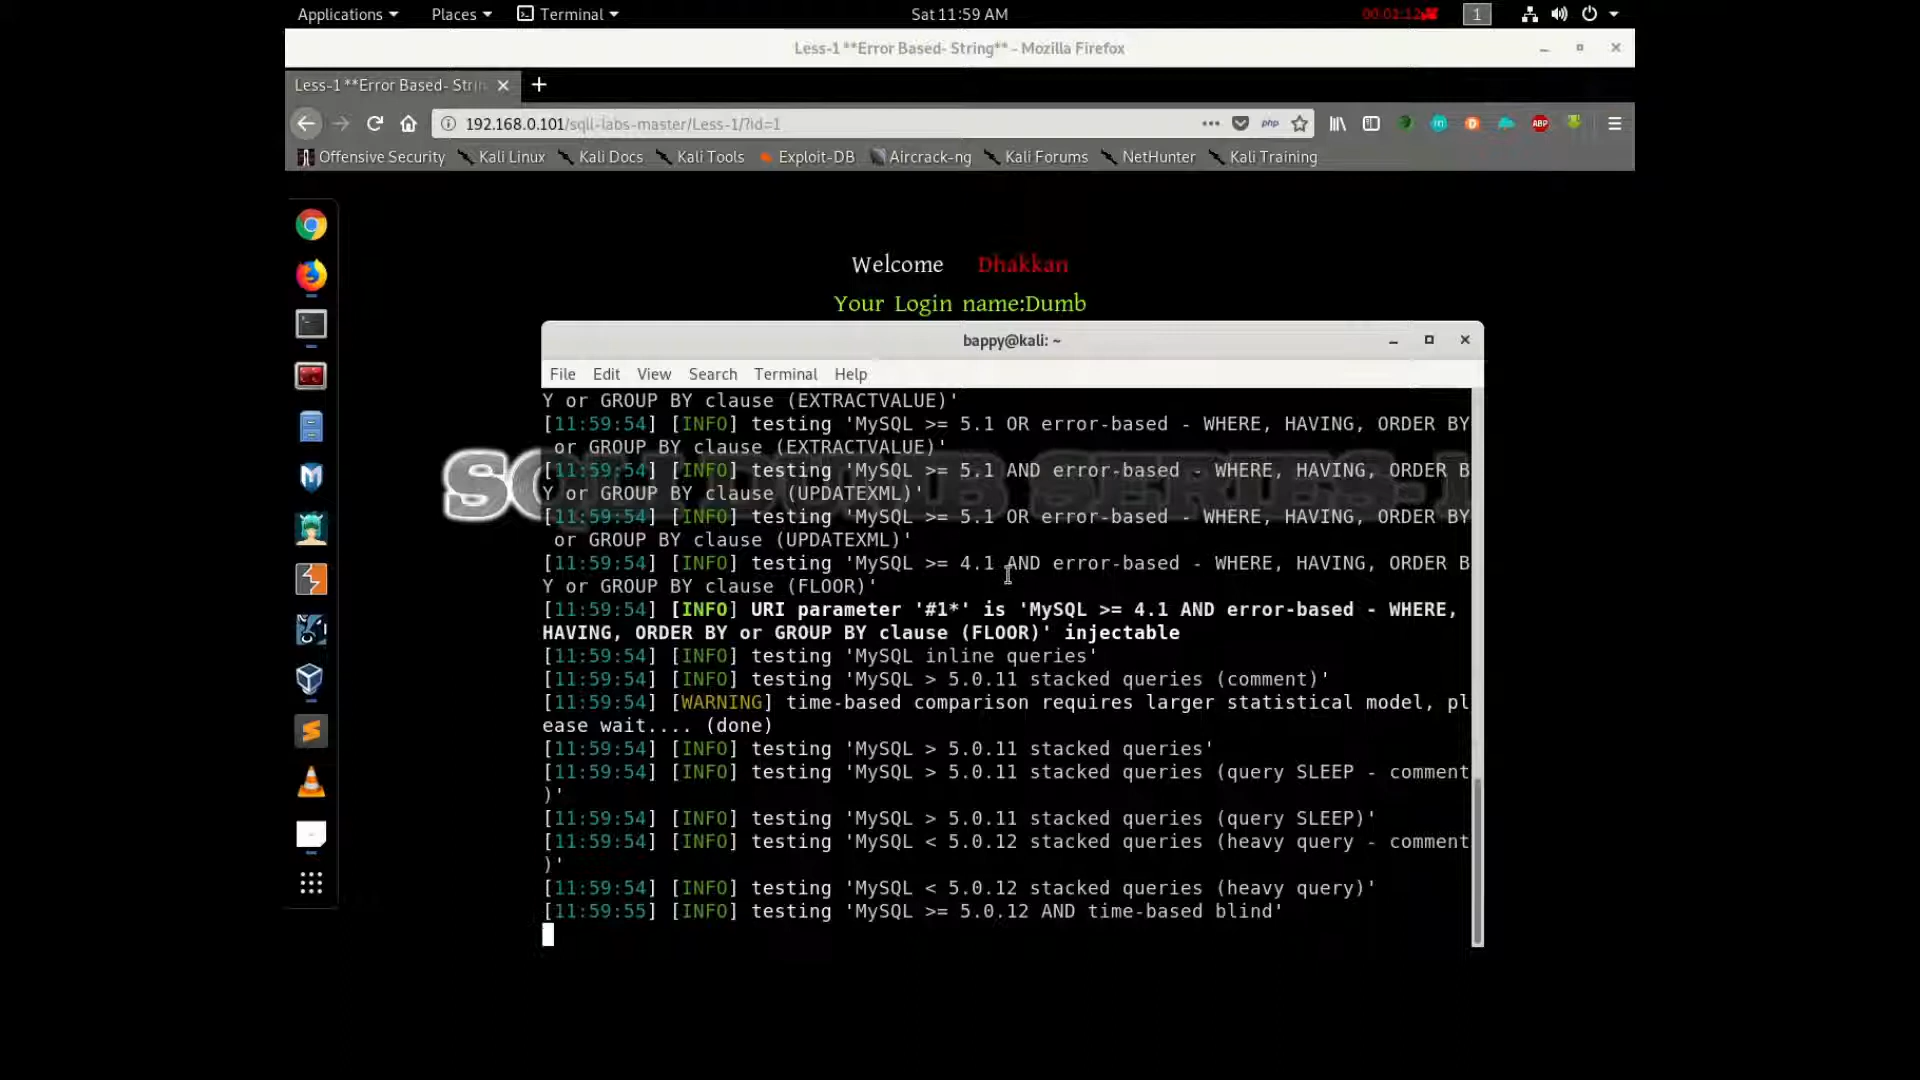 Applications Places Terminal Sat 11:59 AM 1
Less-1 **Error Based- String** - Mozilla Firefox
Less-1 **Error Based- Strin
192.168.0.101/sqli-labs-master/Less-1/?id=1 php ABP
Offensive Security Kali Linux Kali Docs Kali Tools Exploit-DB Aircrack-ng Kali Forums NetHunter Kali Training
Welcome Dhakkan
Your Login name:Dumb
bappy@kali: ~
File Edit View Search Terminal Help
Y or GROUP BY clause (EXTRACTVALUE)'
[11:59:54] [INFO] testing 'MySQL >= 5.1 OR error-based - WHERE, HAVING, ORDER BY
or GROUP BY clause (EXTRACTVALUE)'
[11:59:54] [INFO] testing 'MySQL >= 5.1 AND error-based - WHERE, HAVING, ORDER B
Y or GROUP BY clause (UPDATEXML)'
[11:59:54] [INFO] testing 'MySQL >= 5.1 OR error-based - WHERE, HAVING, ORDER BY
or GROUP BY clause (UPDATEXML)'
[11:59:54] [INFO] testing 'MySQL >= 4.1 AND error-based - WHERE, HAVING, ORDER B
Y or GROUP BY clause (FLOOR)'
[11:59:54] [INFO] URI parameter '#1*' is 'MySQL >= 4.1 AND error-based - WHERE,
HAVING, ORDER BY or GROUP BY clause (FLOOR)' injectable
[11:59:54] [INFO] testing 'MySQL inline queries'
[11:59:54] [INFO] testing 'MySQL > 5.0.11 stacked queries (comment)'
[11:59:54] [WARNING] time-based comparison requires larger statistical model, pl
ease wait.... (done)
[11:59:54] [INFO] testing 'MySQL > 5.0.11 stacked queries'
[11:59:54] [INFO] testing 'MySQL > 5.0.11 stacked queries (query SLEEP - comment
)'
[11:59:54] [INFO] testing 'MySQL > 5.0.11 stacked queries (query SLEEP)'
[11:59:54] [INFO] testing 'MySQL < 5.0.12 stacked queries (heavy query - comment
)'
[11:59:54] [INFO] testing 'MySQL < 5.0.12 stacked queries (heavy query)'
[11:59:55] [INFO] testing 'MySQL >= 5.0.12 AND time-based blind'